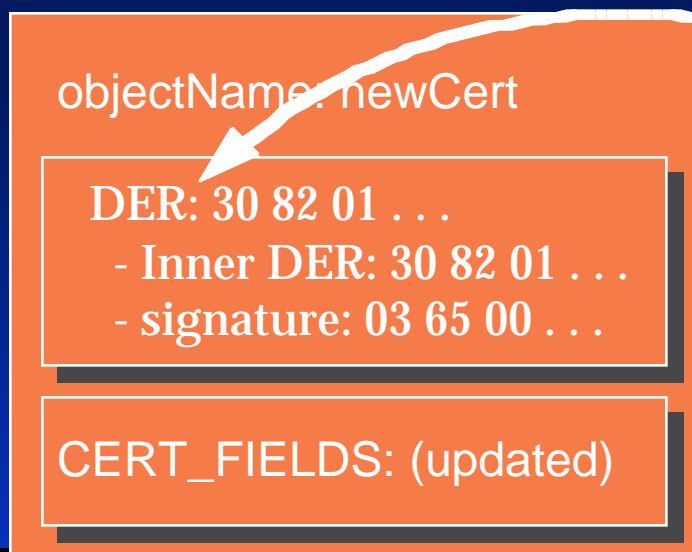 objectName: newCert
DER: 30 82 01 . . .
- Inner DER: 30 82 01 . . .
- signature: 03 65 00 . . .
CERT_FIELDS: (updated)